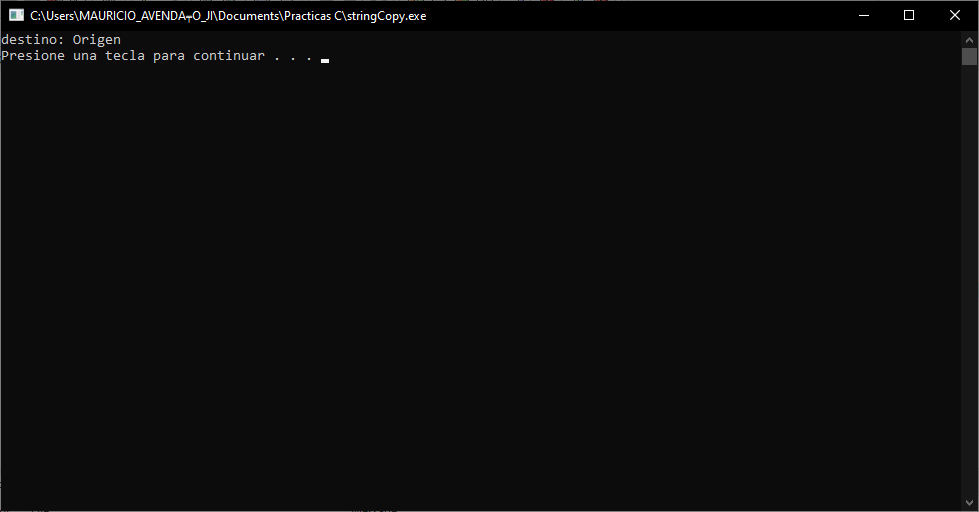 C:\Users\MAURICIO_AVENDA╤O_JI\Documents\Practicas C\stringCopy.exe
destino: Origen
Presione una tecla para continuar . . .